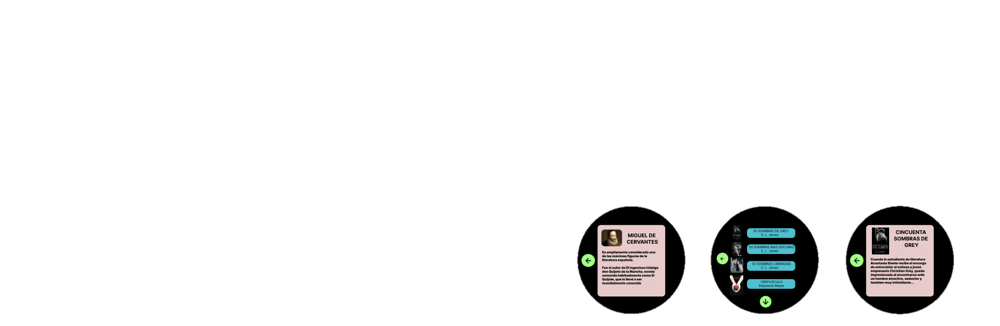 MIGUEL DE
CERVANTES
Es ampliamente considerado una
de las máximas figuras de la
literatura española.
Fue el autor de El ingenioso hidalgo
don Quijote de la Mancha, novela
conocida habitualmente como El
Quijote, que lo llevó a ser
mundialmente conocido
50 SOMBRAS DE GREY
E. L. James
50 SOMBRAS MAS OSCURAS
E. L. James
50 SOMBRAS LIBERADAS
E. L. James
CREPUSCULO
Stephenie Meyer
CINCUENTA
SOMBRAS DE
GREY
DE GREY
E L JAMES
Cuando la estudiante de literatura
Anastasia Steele recibe el encargo
de entrevistar al exitoso y joven
empresario Christian Grey, queda
impresionada al encontrarse ante
un hombre atractivo, seductor y
tambien muy intimidante...